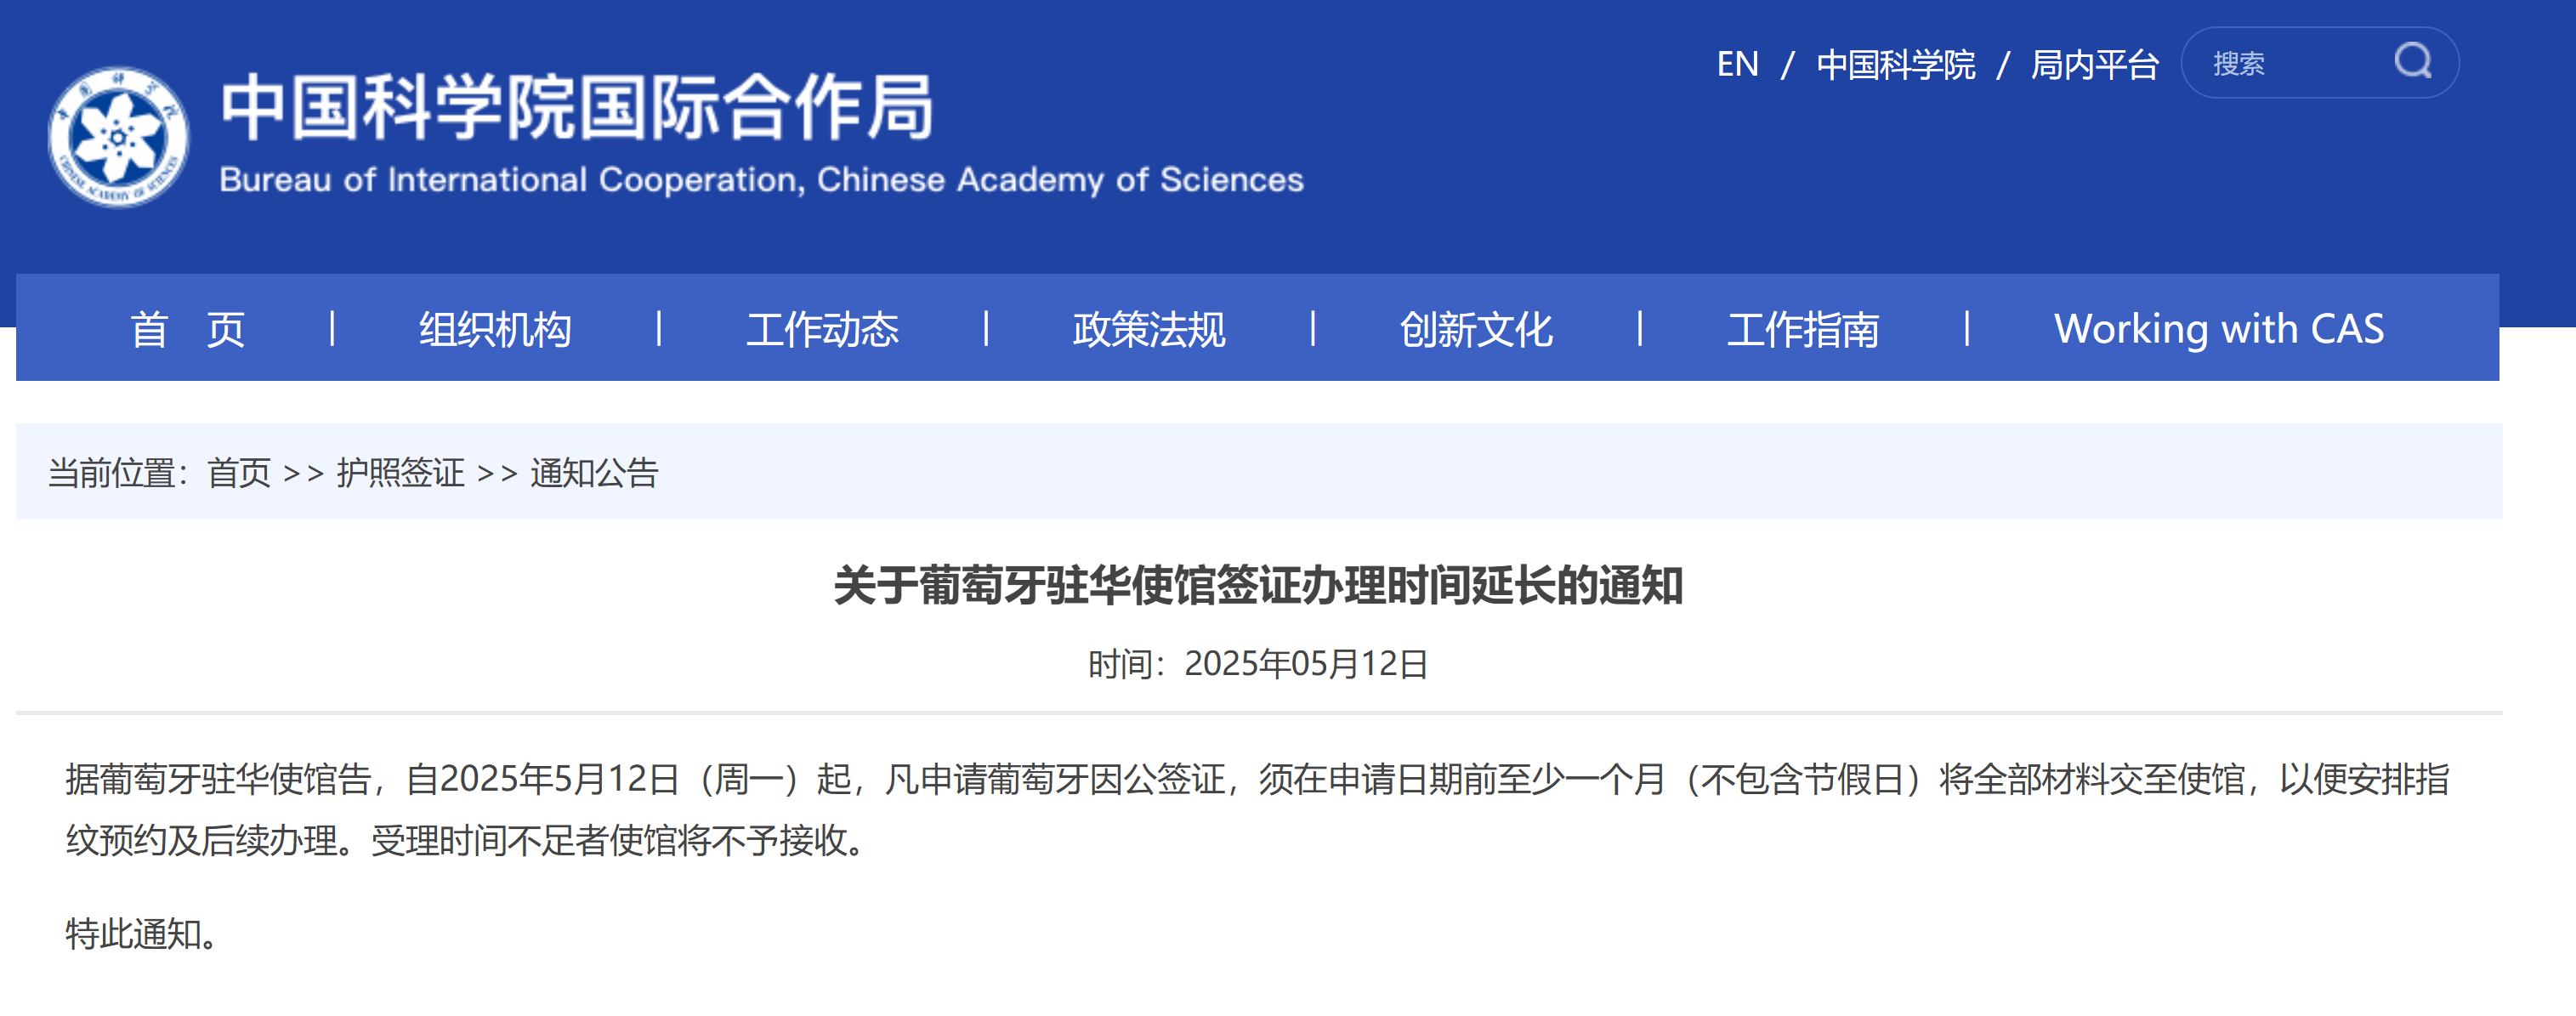 EN / 中国科学院 / 局内平台 搜索
中国科学院国际合作局
Bureau of International Cooperation, Chinese Academy of Sciences
中国科学院
CHINESE ACADEMY OF SCIENCES
首 页 | 组织机构 | 工作动态 | 政策法规 | 创新文化 | 工作指南 | Working with CAS
当前位置：首页 >> 护照签证 >> 通知公告
关于葡萄牙驻华使馆签证办理时间延长的通知
时间：2025年05月12日
据葡萄牙驻华使馆告，自2025年5月12日（周一）起，凡申请葡萄牙因公签证，须在申请日期前至少一个月（不包含节假日）将全部材料交至使馆，以便安排指
纹预约及后续办理。受理时间不足者使馆将不予接收。
特此通知。